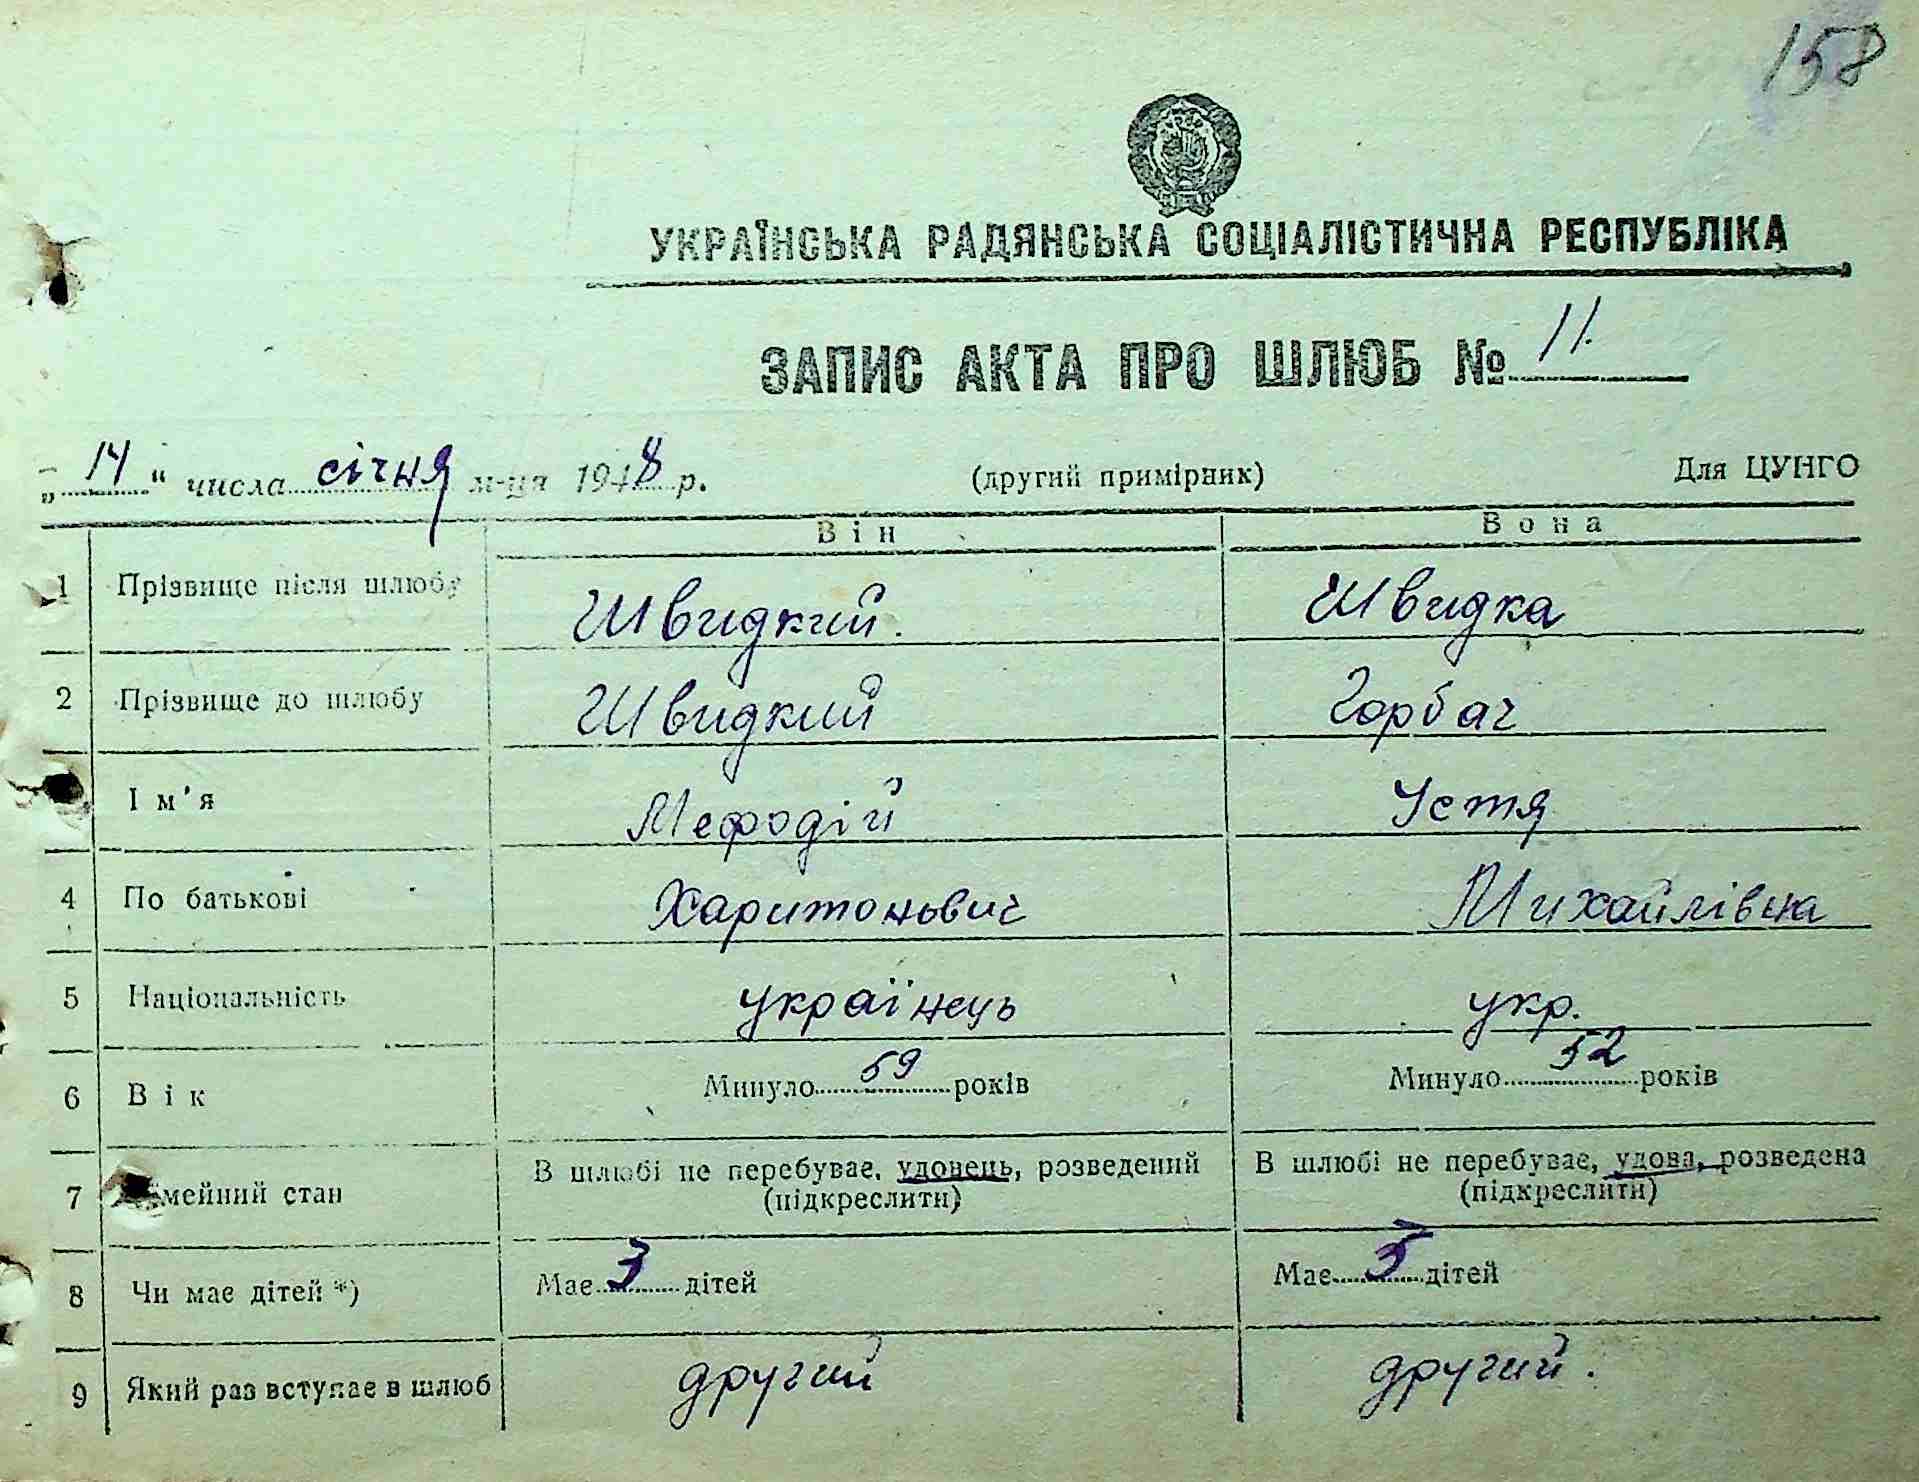 158
УКРАЇНСЬКА РАДЯНСЬКА СОЦІАЛІСТИЧНА РЕСПУБЛІКА
ЗАПИС АКТА ПРО ШЛЮБ № 11.
„14“ числа січня м-ця 1948 р. (другий примірник) Для ЦУНГО
Він Вона
1 Прізвище після шлюбу Швидкий. Швидка
2 Прізвище до шлюбу Швидкий Горбач
Ім'я Мефодій Устя
4 По батькові Харитоньвич Михайлівна
5 Національність українець укр.
6 Вік Минуло 59 років Минуло 52 років
7 мейний стан В шлюбі не перебуває, удовець, розведений В шлюбі не перебуває, удова, розведена
(підкреслити) (підкреслити)
8 Чи має дітей *) Має 3 дітей Має 5 дітей
9 Який раз вступає в шлюб другий другий.